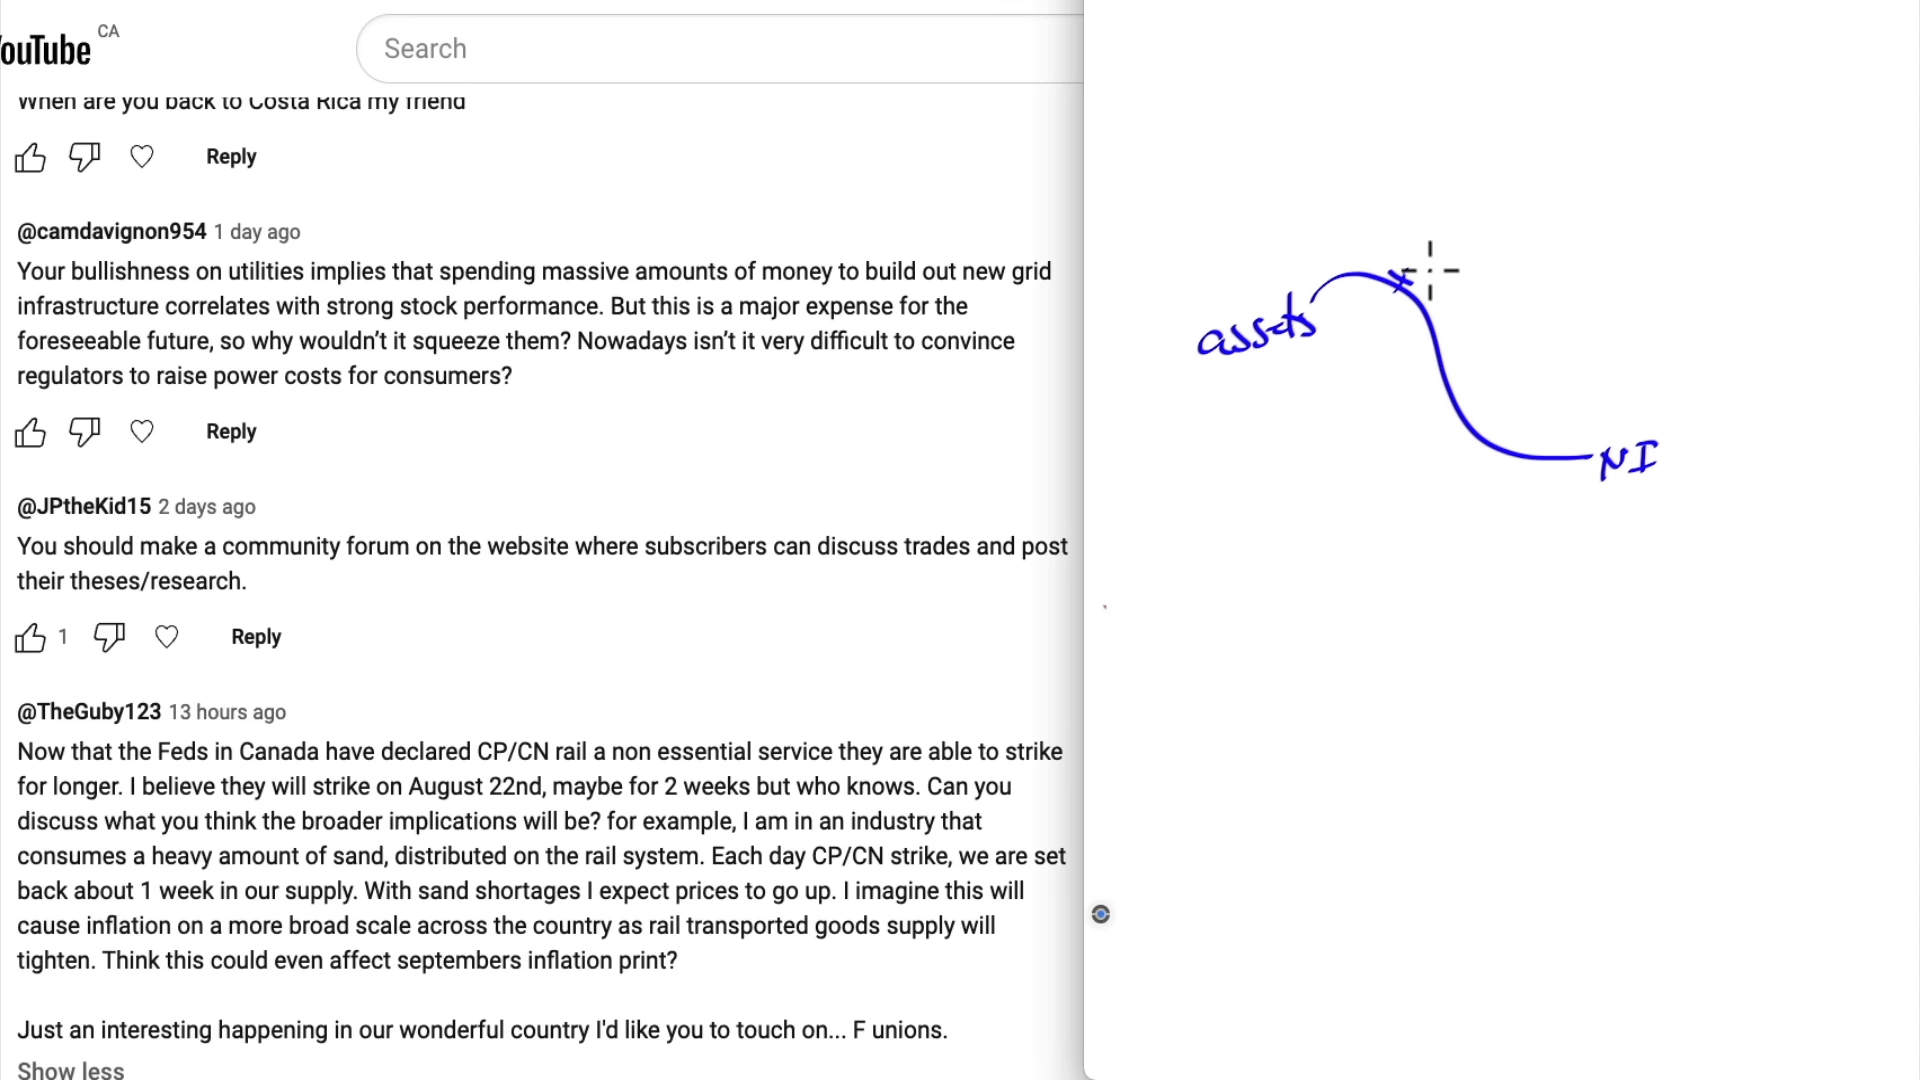 ouTube CA
Search
When are you back to Costa Rica my friend
Reply
@camdavignon954 1 day ago
Your bullishness on utilities implies that spending massive amounts of money to build out new grid
infrastructure correlates with strong stock performance. But this is a major expense for the
foreseeable future, so why wouldn’t it squeeze them? Nowadays isn’t it very difficult to convince
regulators to raise power costs for consumers?
Reply
@JPtheKid15 2 days ago
You should make a community forum on the website where subscribers can discuss trades and post
their theses/research.
1 Reply
@TheGuby123 13 hours ago
Now that the Feds in Canada have declared CP/CN rail a non essential service they are able to strike
for longer. I believe they will strike on August 22nd, maybe for 2 weeks but who knows. Can you
discuss what you think the broader implications will be? for example, I am in an industry that
consumes a heavy amount of sand, distributed on the rail system. Each day CP/CN strike, we are set
back about 1 week in our supply. With sand shortages I expect prices to go up. I imagine this will
cause inflation on a more broad scale across the country as rail transported goods supply will
tighten. Think this could even affect septembers inflation print?
Just an interesting happening in our wonderful country I'd like you to touch on... F unions.
Show less
assets
NI